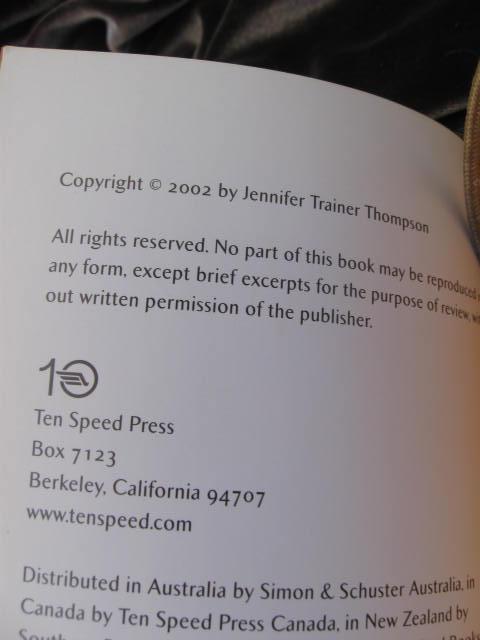 Copyright © 2002 by Jennifer Trainer Thompson
All rights reserved. No part of this book may be reproduced
any form, except brief excerpts for the purpose of review,
out written permission of the publisher.
10
Ten Speed Press
Box 7123
Berkeley, California 94707
www.tenspeed.com
Distributed in Australia by Simon & Schuster Australia, in
Canada by Ten Speed Press Canada, in New Zealand by